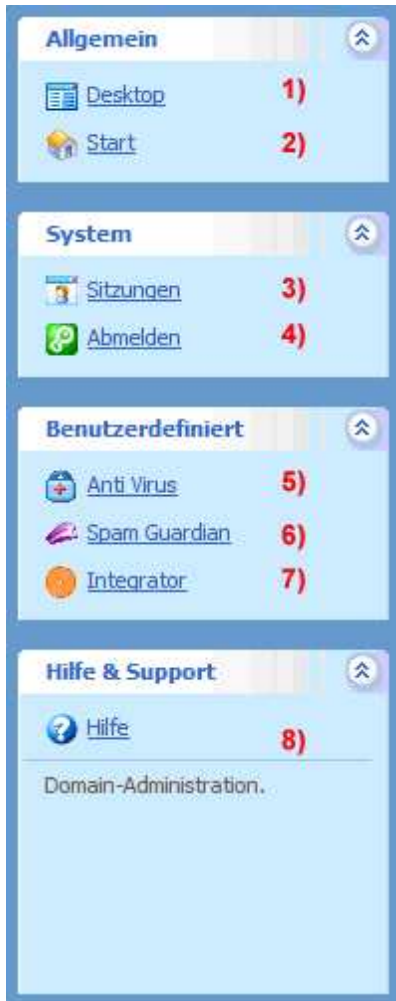 Allgemein
Desktop 1)
Start 2)
System
Sitzungen 3)
Abmelden 4)
Benutzerdefiniert
Anti Virus 5)
Spam Guardian 6)
Integrator 7)
Hilfe & Support
Hilfe 8)
Domain-Administration.